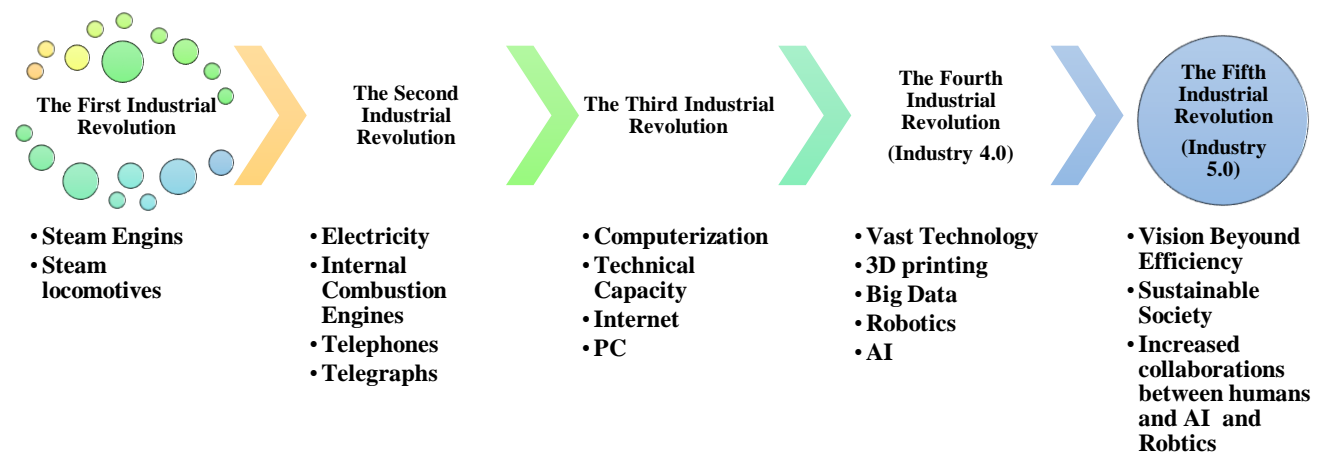 The First Industrial
Revolution
• Steam Engins
• Steam
locomotives
The Second
Industrial
Revolution
• Electricity
• Internal
Combustion
Engines
• Telephones
• Telegraphs
The Third Industrial
Revolution
• Computerization
• Technical
Capacity
• Internet
• PC
The Fourth
Industrial
Revolution
(Industry 4.0)
• Vast Technology
• 3D printing
• Big Data
• Robotics
• AI
The Fifth
Industrial
Revolution
(Industry
5.0)
• Vision Beyound
Efficiency
• Sustainable
Society
• Increased
collaborations
between humans
and AI and
Robtics